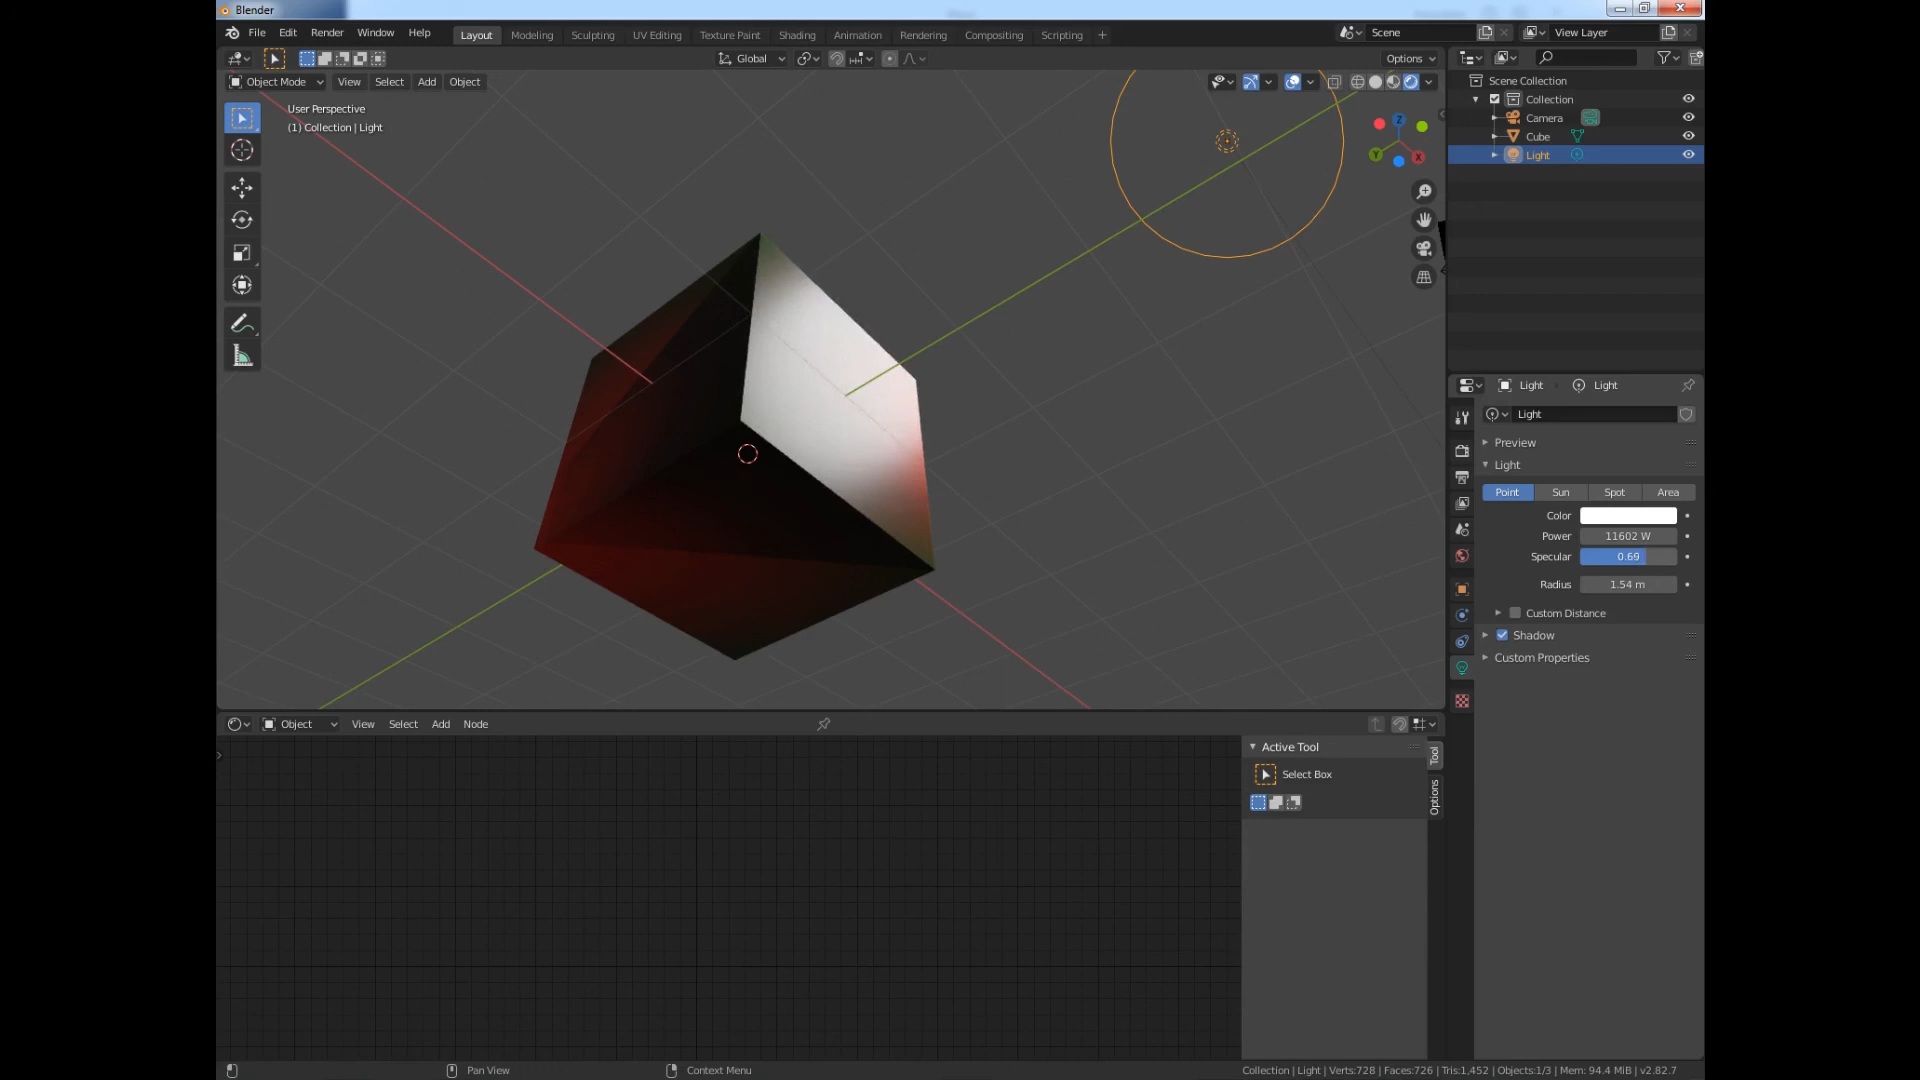 Blender
File Edit Render Window Help
Layout Modeling Sculpting UV Editing Texture Paint Shading Animation Rendering Compositing Scripting +
Scene
View Layer
Global
Options
Object Mode View Select Add Object
User Perspective
(1) Collection | Light
Z
Y
X
Scene Collection
Collection
Camera
Cube
Light
Light Light
Light
Preview
Light
Point Sun Spot Area
Color
Power 11602 W
Specular 0.69
Radius 1.54 m
Custom Distance
Shadow
Custom Properties
Object View Select Add Node
Active Tool
Select Box
Tool
Options
Pan View
Context Menu
Collection | Light | Verts:728 | Faces:726 | Tris:1,452 | Objects:1/3 | Mem: 94.4 MiB | v2.82.7